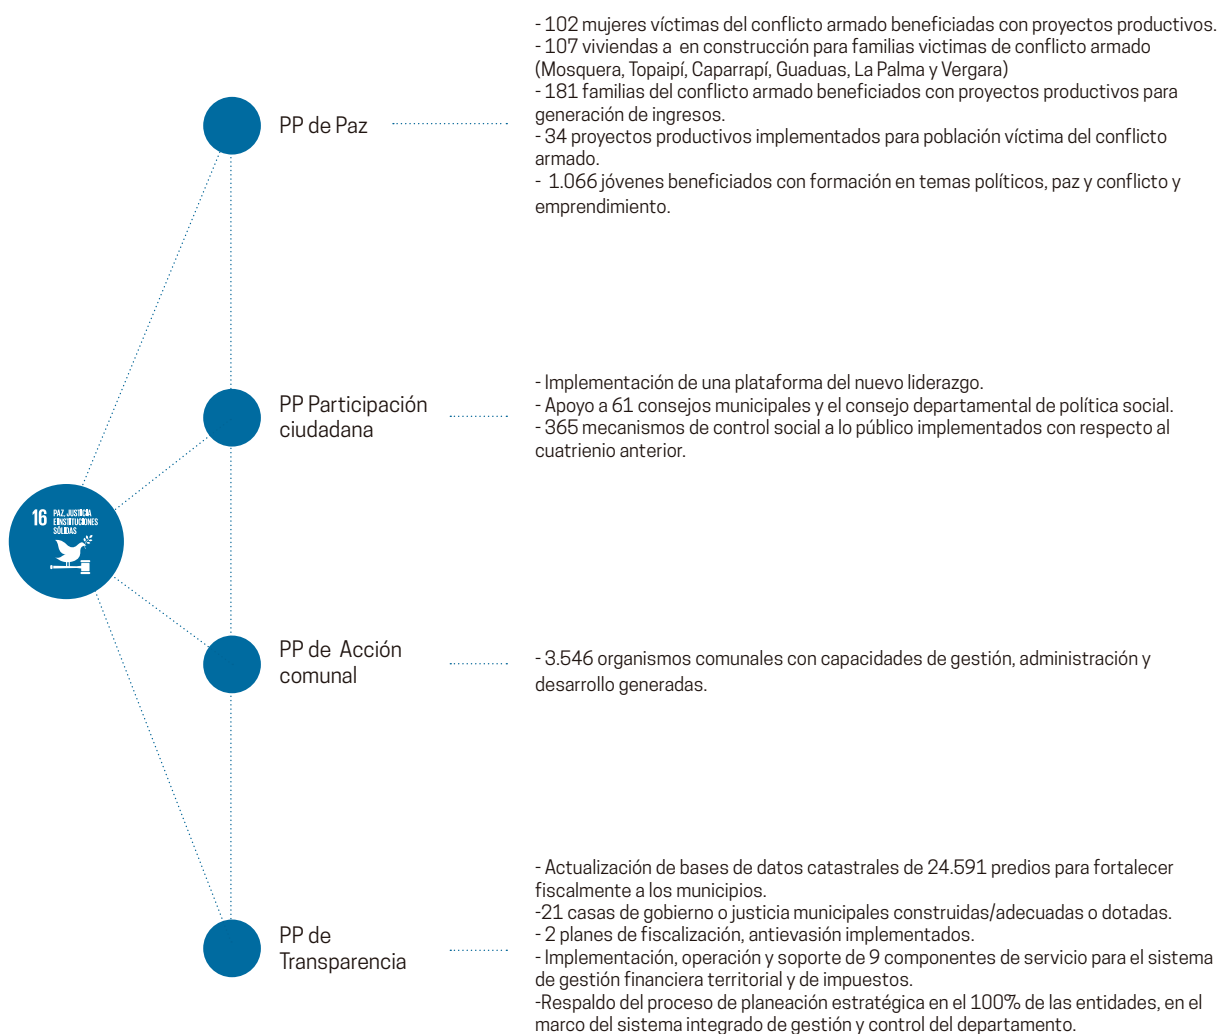 - 102 mujeres víctimas del conflicto armado beneficiadas con proyectos productivos.
- 107 viviendas a  en construcción para familias victimas de conflicto armado
(Mosquera, Topaipí, Caparrapí, Guaduas, La Palma y Vergara)
- 181 familias del conflicto armado beneficiados con proyectos productivos para
generación de ingresos.
- 34 proyectos productivos implementados para población víctima del conflicto
armado.
-  1.066 jóvenes beneficiados con formación en temas políticos, paz y conflicto y
emprendimiento.
PP de Paz
PP Participación
ciudadana
- Implementación de una plataforma del nuevo liderazgo.
- Apoyo a 61 consejos municipales y el consejo departamental de política social.
- 365 mecanismos de control social a lo público implementados con respecto al
cuatrienio anterior.
16 PAZ, JUSTICIA
E INSTITUCIONES
SÓLIDAS
PP de  Acción
comunal
- 3.546 organismos comunales con capacidades de gestión, administración y
desarrollo generadas.
PP de
Transparencia
- Actualización de bases de datos catastrales de 24.591 predios para fortalecer
fiscalmente a los municipios.
-21 casas de gobierno o justicia municipales construidas/adecuadas o dotadas.
- 2 planes de fiscalización, antievasión implementados.
- Implementación, operación y soporte de 9 componentes de servicio para el sistema
de gestión financiera territorial y de impuestos.
-Respaldo del proceso de planeación estratégica en el 100% de las entidades, en el
marco del sistema integrado de gestión y control del departamento.